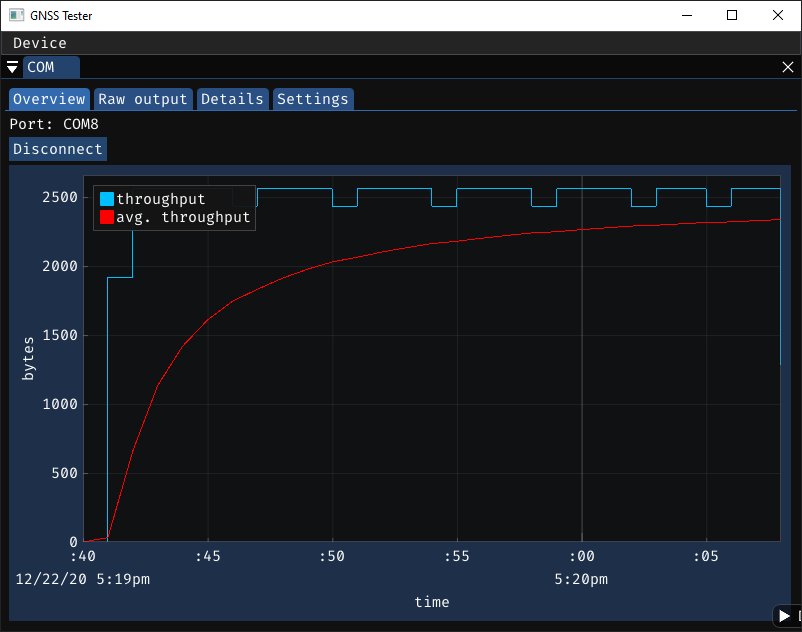 GNSS Tester
Device
COM
Overview Raw output Details Settings
Port: COM8
Disconnect
throughput
avg. throughput
2500
2000
1500
1000
500
0
bytes
:40 :45 :50 :55 :00 :05
12/22/20 5:19pm 5:20pm
time